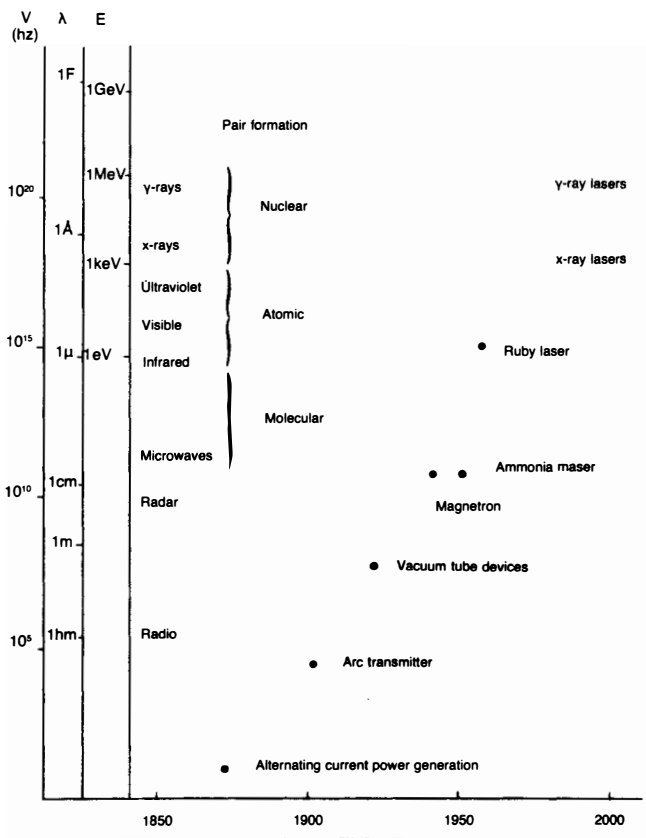 V λ E
(hz)
1F
1GeV
Pair formation
1MeV
γ-rays
γ-ray lasers
10²⁰
Nuclear
1Å
x-rays
x-ray lasers
1keV
Ultraviolet
Atomic
Visible
10¹⁵
1μ
1eV
Ruby laser
Infrared
Molecular
Microwaves
Ammonia maser
1cm
10¹⁰
Radar
Magnetron
1m
Vacuum tube devices
10⁵
1hm
Radio
Arc transmitter
Alternating current power generation
1850 1900 1950 2000